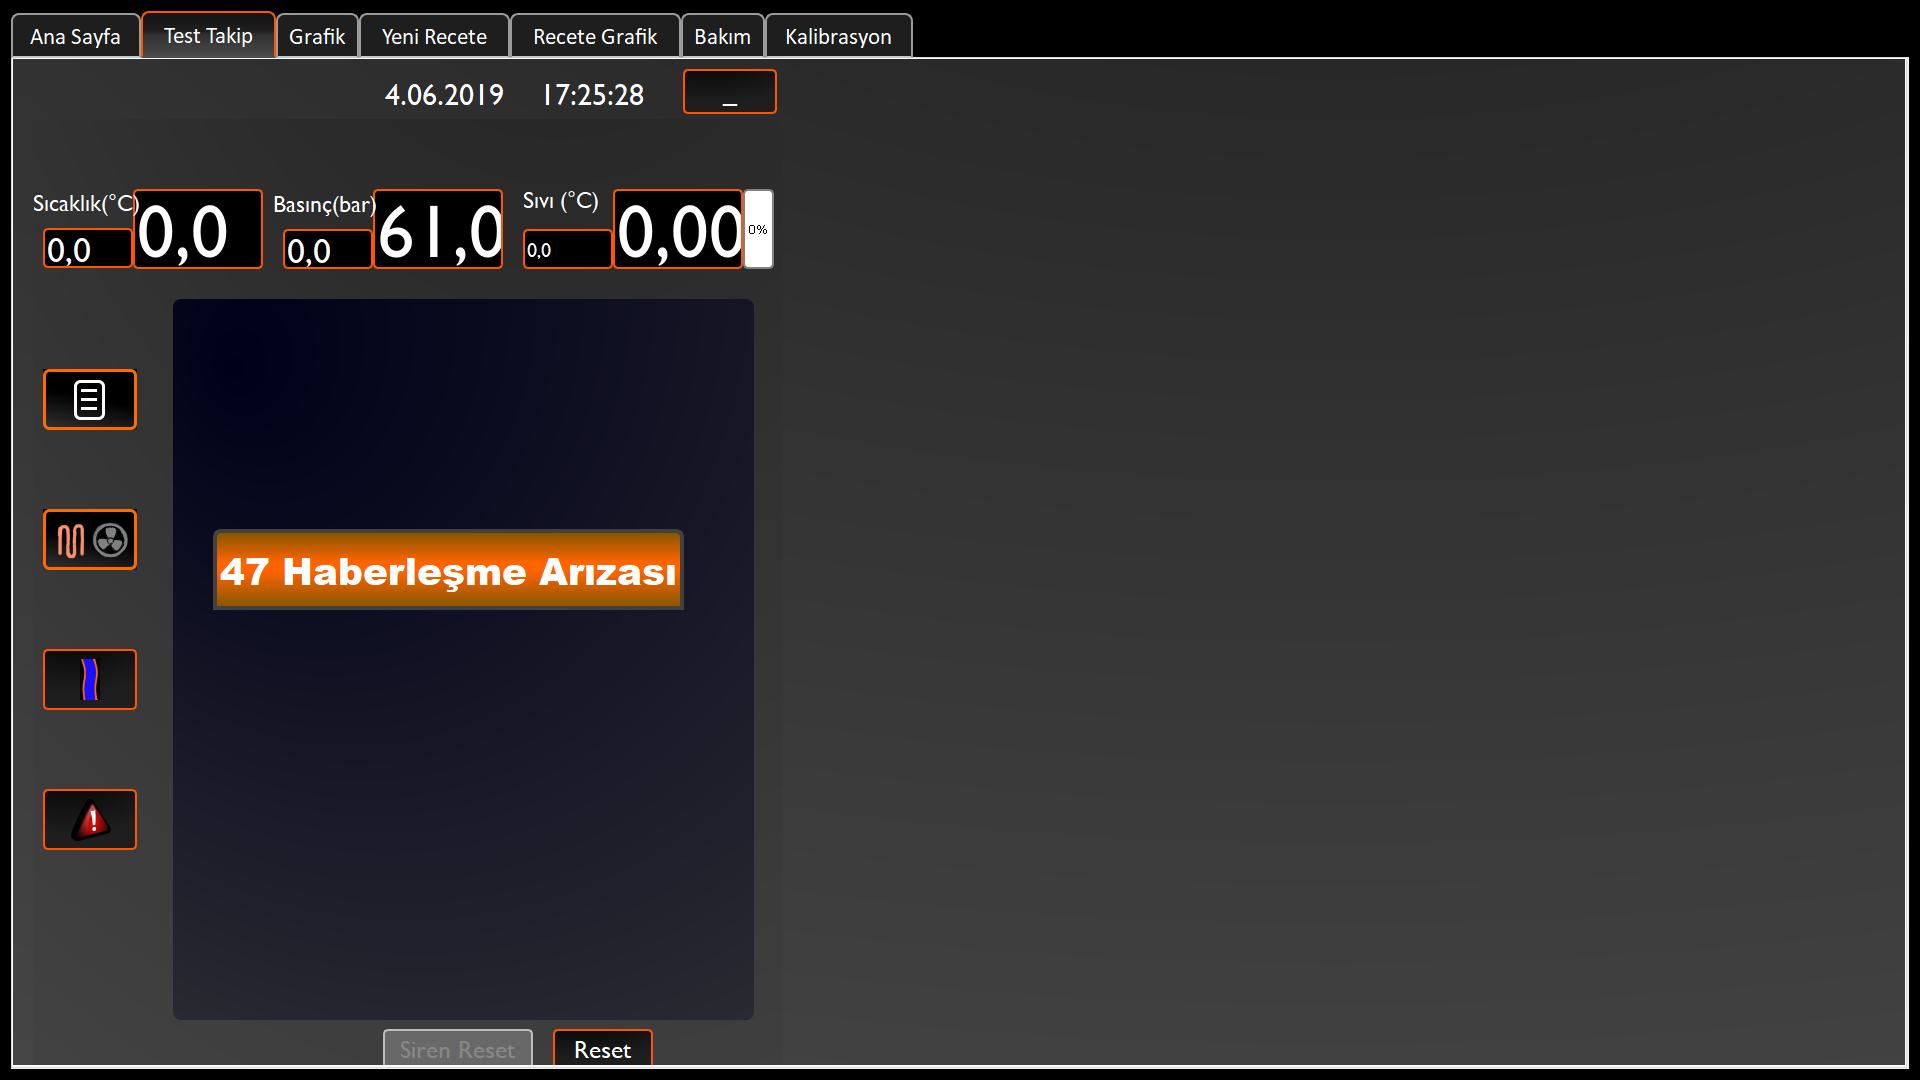 Ana Sayfa Test Takip Grafik Yeni Recete Recete Grafik Bakım Kalibrasyon
4.06.2019 17:25:28 _
Sıcaklık(°C) 0,0 0,0
Basınç(bar) 0,0 61,0
Sıvı (°C) 0,0 0,00 0%
47 Haberleşme Arızası
Siren Reset Reset